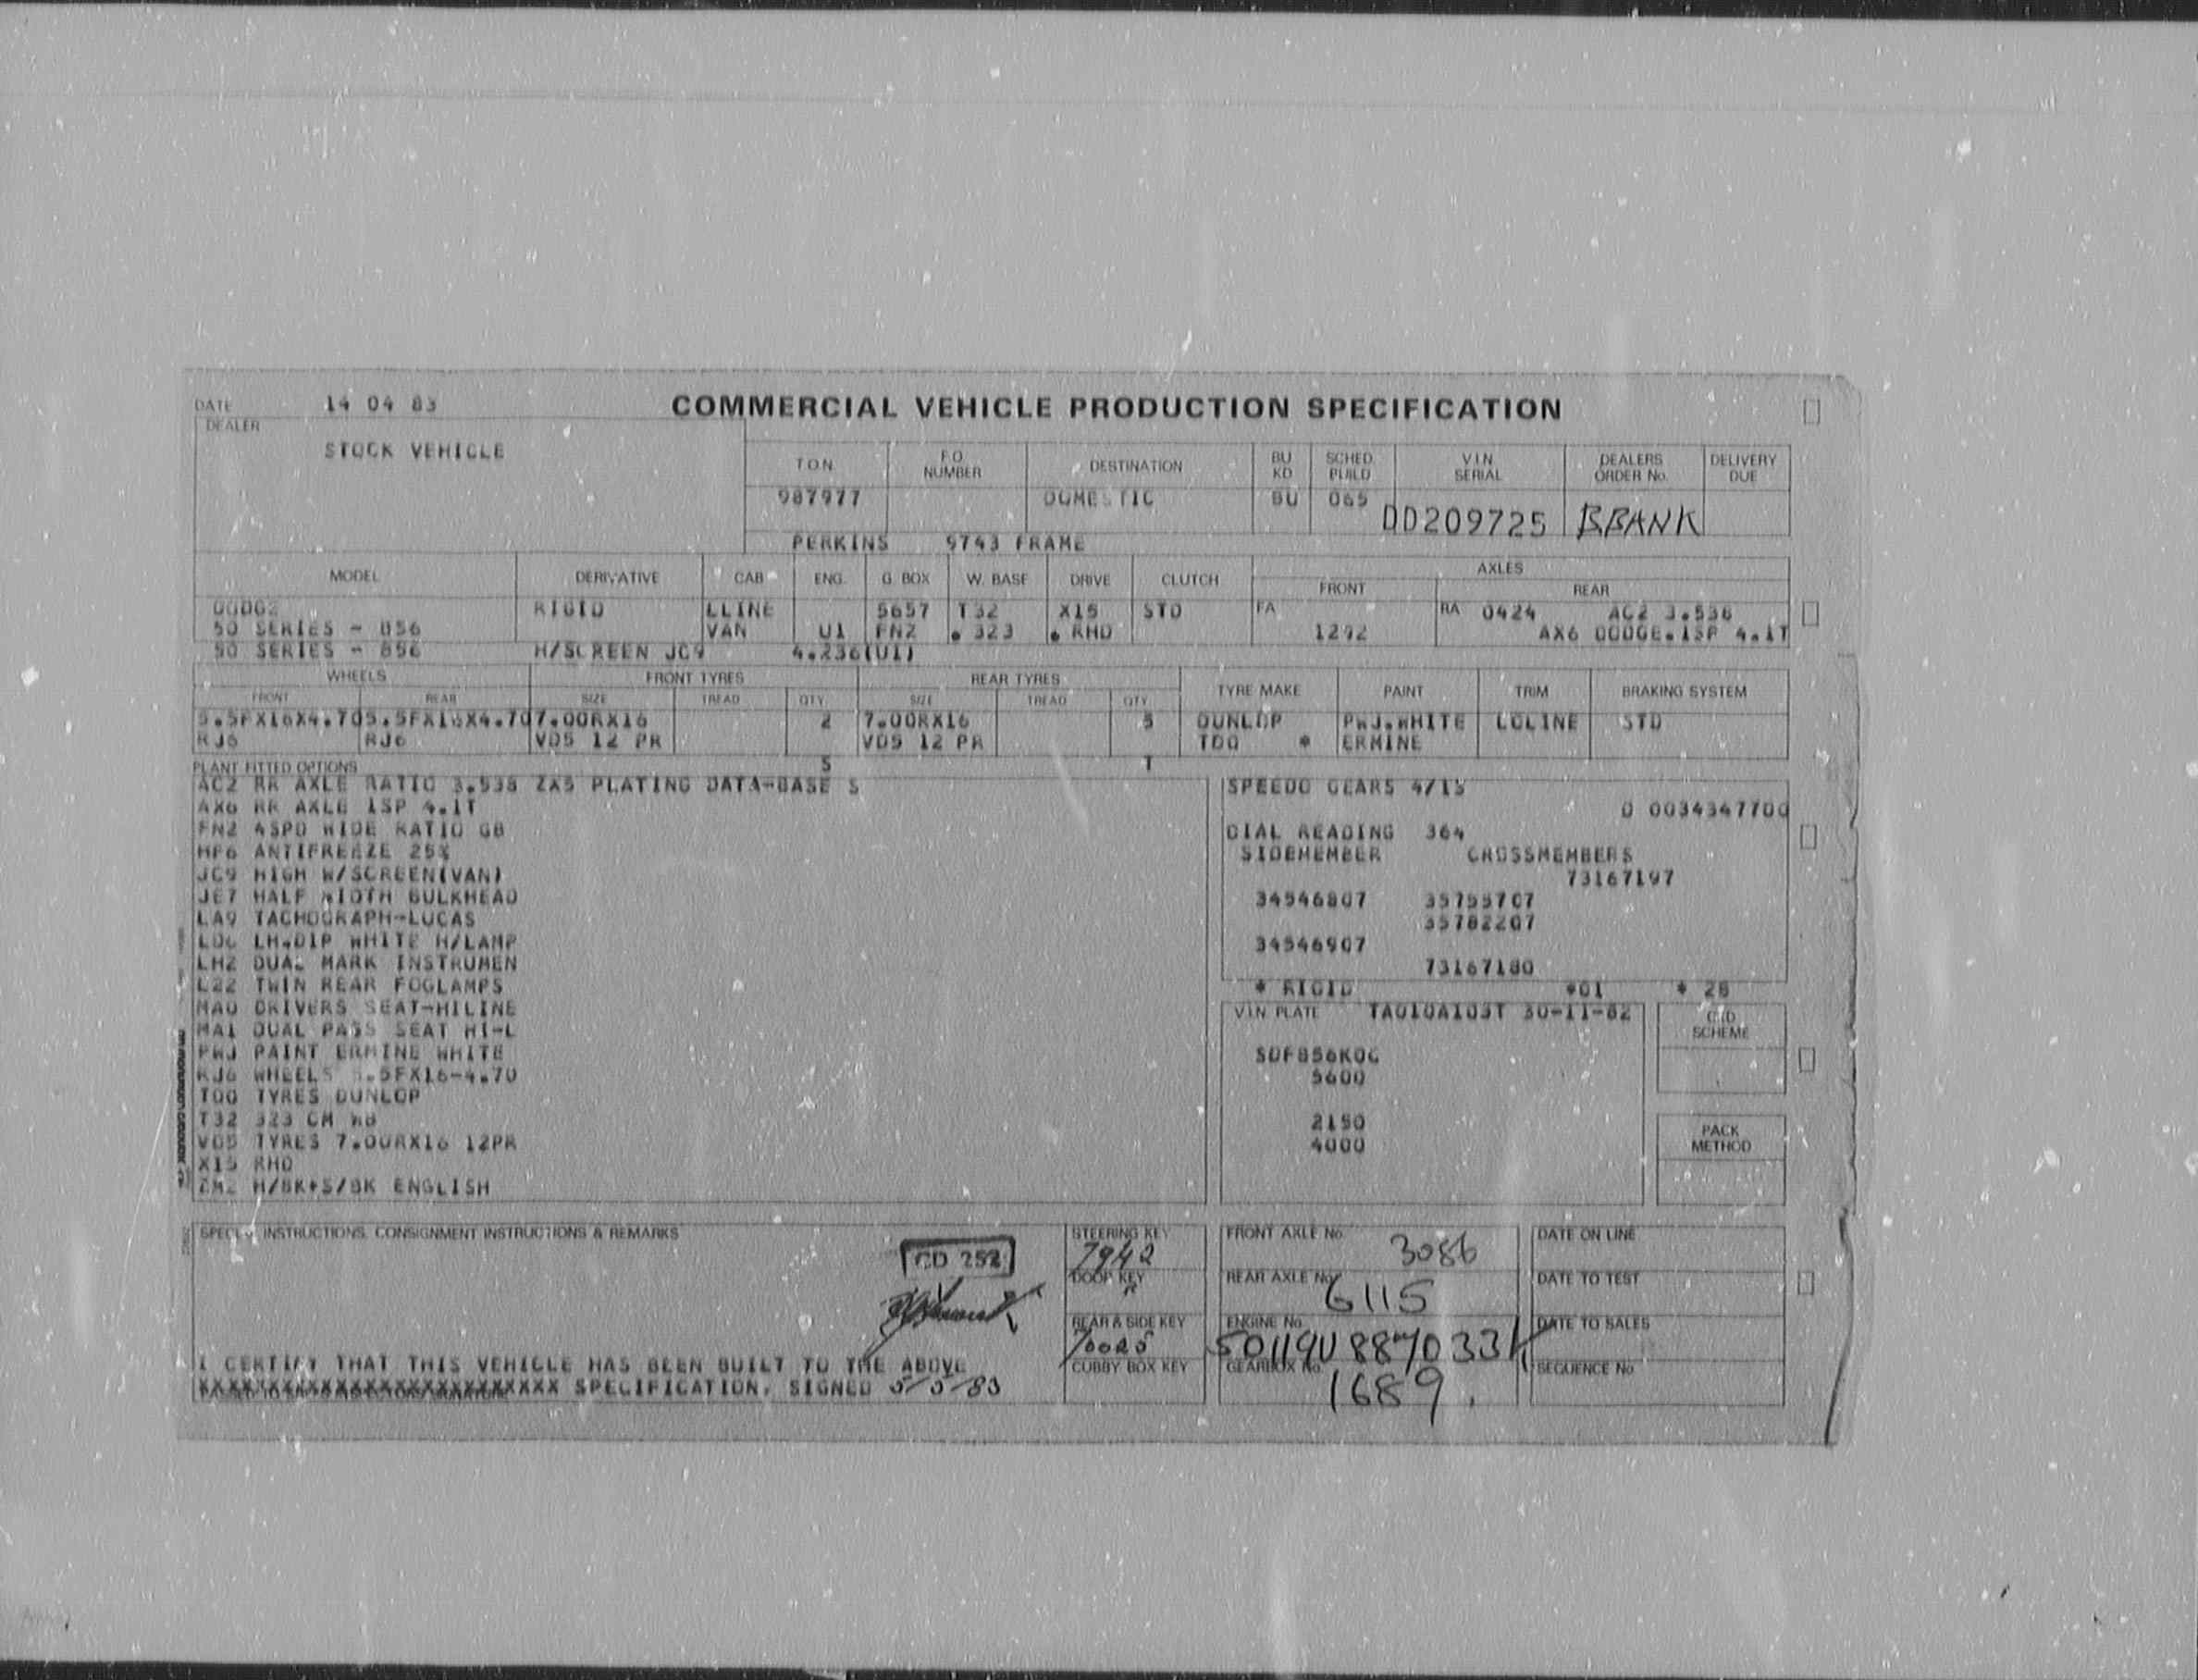 DATE 14 04 83 COMMERCIAL VEHICLE PRODUCTION SPECIFICATION
DEALER
STOCK VEHICLE
T.O.N. F.O. NUMBER DESTINATION BU KD SCHED. BUILD V.I.N. SERIAL DEALERS ORDER No. DELIVERY DUE
987977 DOMESTIC BU 065 DD209725 BBANK
PERKINS 9743 FRAME
MODEL DERIVATIVE CAB ENG. G. BOX W. BASE DRIVE CLUTCH AXLES
FRONT REAR
DODGE RIGID LLINE 5657 T32 X15 STD FA RA 0424 AC2 3.538
50 SERIES - 856 VAN U1 FN2 . 323 . RHD 1292 AX6 DODGE.1SP 4.1T
50 SERIES - 856 H/SCREEN JC9 4.236(U1)
WHEELS FRONT TYRES REAR TYRES TYRE MAKE PAINT TRIM BRAKING SYSTEM
FRONT REAR SIZE TREAD QTY. SIZE TREAD QTY.
5.5FX16X4.70 5.5FX16X4.70 7.00RX16 2 7.00RX16 5 DUNLOP PWJ.WHITE LOLINE STD
RJ6 RJ6 VD5 12 PR VD5 12 PR TDO * ERMINE
PLANT FITTED OPTIONS S T
AC2 RR AXLE RATIO 3.538 ZA5 PLATING DATA-BASE S
AX6 RR AXLE 1SP 4.1T
FN2 4SPD WIDE RATIO GB
HF6 ANTIFREEZE 25%
JC9 HIGH W/SCREEN(VAN)
JE7 HALF WIDTH BULKHEAD
LA9 TACHOGRAPH-LUCAS
LDC LH.DIP WHITE H/LAMP
LH2 DUAL MARK INSTRUMEN
L22 TWIN REAR FOGLAMPS
MAO DRIVERS SEAT-HILINE
MA1 DUAL PASS SEAT HI-L
PWJ PAINT ERMINE WHITE
RJ6 WHEELS 5.5FX16-4.70
TDO TYRES DUNLOP
T32 323 CM WB
VD5 TYRES 7.00RX16 12PR
X15 RHD
ZM2 H/BK+S/BK ENGLISH
SPEEDO GEARS 4/15
D 0034347700
DIAL READING 364
SIDEMEMBER CROSSMEMBERS
73167197
34546807 35755707
35782207
34546907
73167180
* RIGID *01 * 28
VIN PLATE TA010A103T 30-11-82
SDF856KOC
5600
2150
4000
CKD SCHEME
PACK METHOD
SPECIAL INSTRUCTIONS. CONSIGNMENT INSTRUCTIONS & REMARKS
CD 252
I CERTIFY THAT THIS VEHICLE HAS BEEN BUILT TO THE ABOVE
SPECIFICATION. SIGNED 5/5/83
STEERING KEY
7942
DOOR KEY
REAR & SIDE KEY
CUBBY BOX KEY
FRONT AXLE No. 3086
REAR AXLE No. 6115
ENGINE No.
GEARBOX No. 1689
DATE ON LINE
DATE TO TEST
DATE TO SALES
SEQUENCE No.